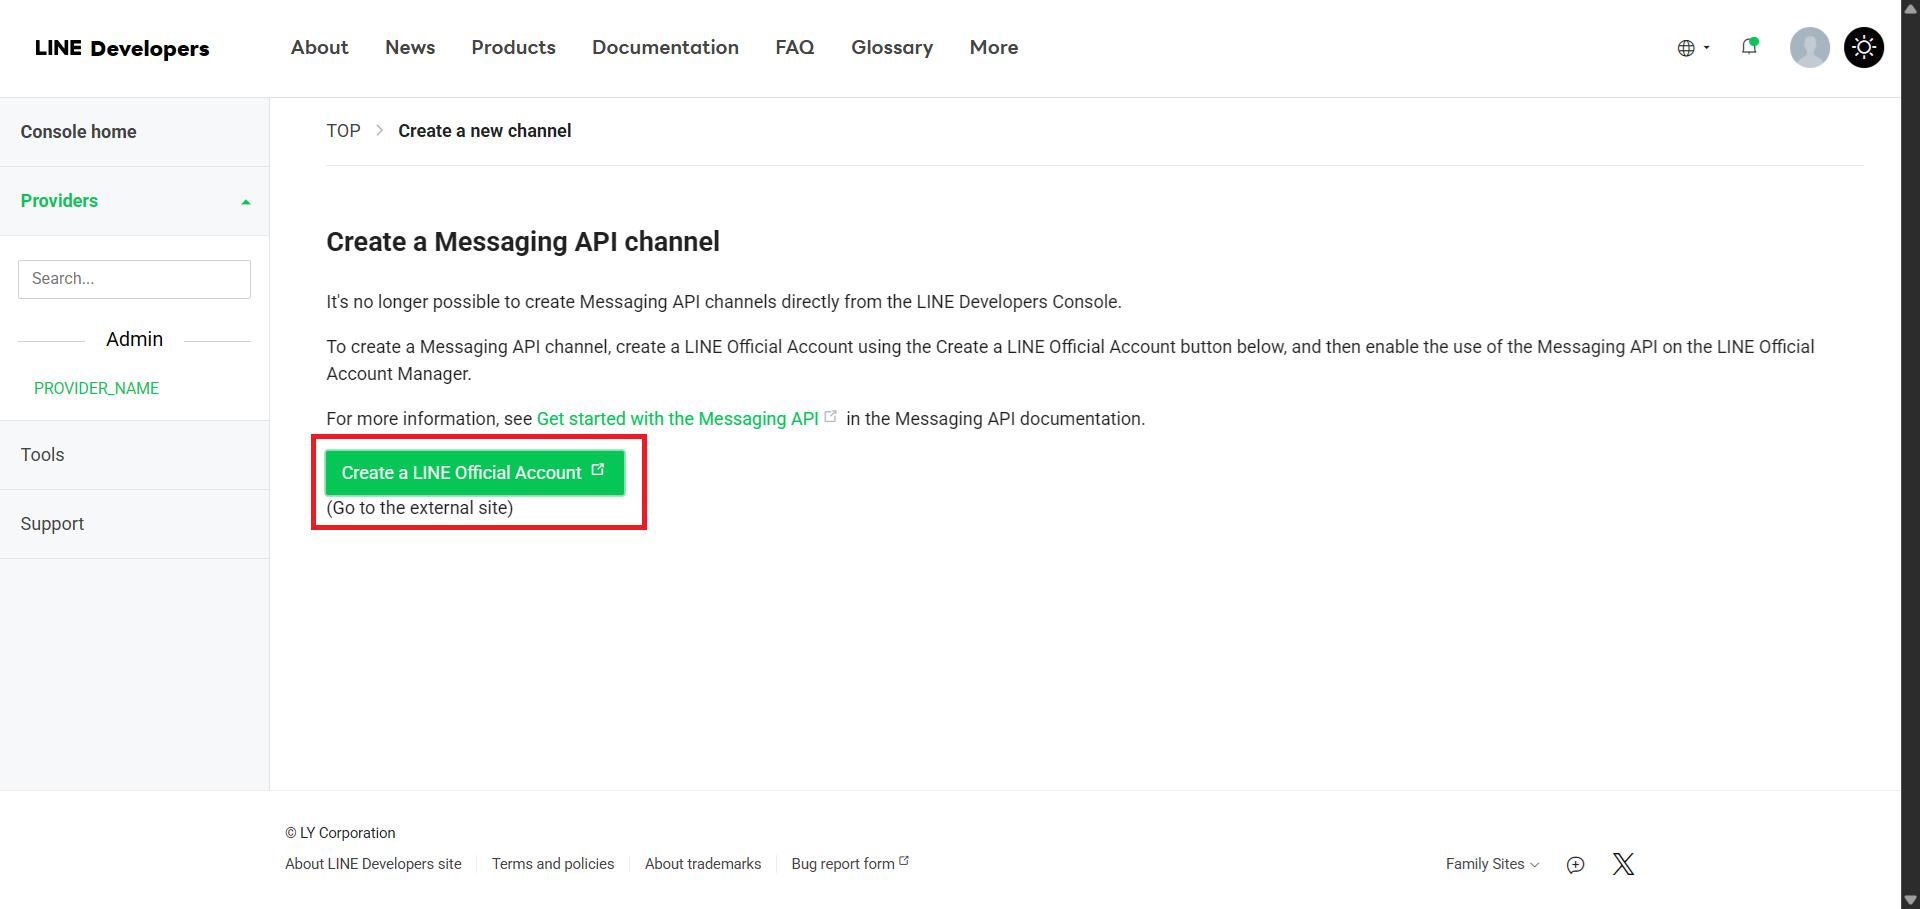 LINE Developers
About
News
Products
Documentation
FAQ
Glossary
More
Console home
Providers
Search...
Admin
PROVIDER_NAME
Tools
Support
TOP
Create a new channel
Create a Messaging API channel
It's no longer possible to create Messaging API channels directly from the LINE Developers Console.
To create a Messaging API channel, create a LINE Official Account using the Create a LINE Official Account button below, and then enable the use of the Messaging API on the LINE Official
Account Manager.
For more information, see Get started with the Messaging API in the Messaging API documentation.
Create a LINE Official Account
(Go to the external site)
© LY Corporation
About LINE Developers site
Terms and policies
About trademarks
Bug report form
Family Sites